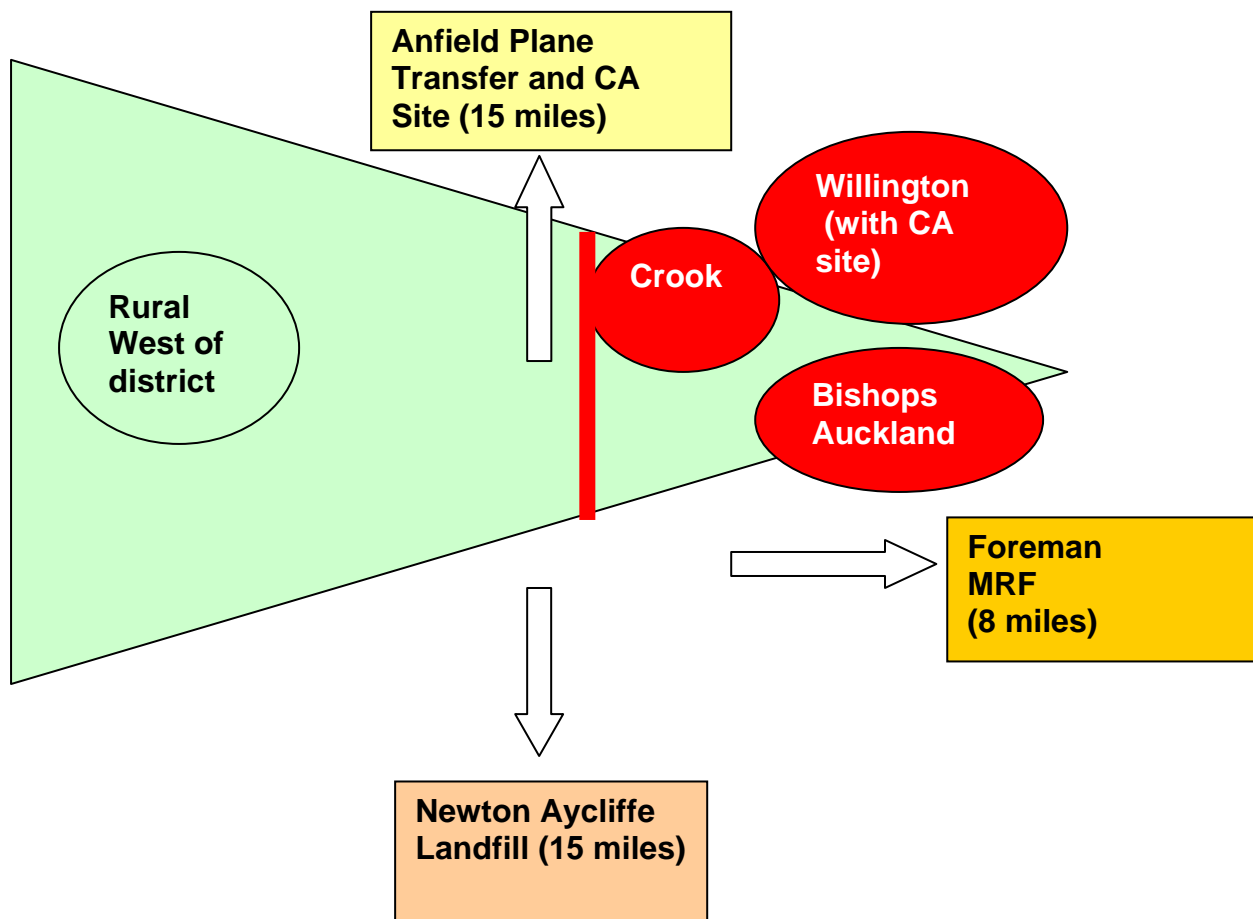 Anfield Plane
Transfer and CA
Site (15 miles)
Willington
(with CA
site)
Crook
Rural
West of
district
Bishops
Auckland
Foreman
MRF
(8 miles)
Newton Aycliffe
Landfill (15 miles)